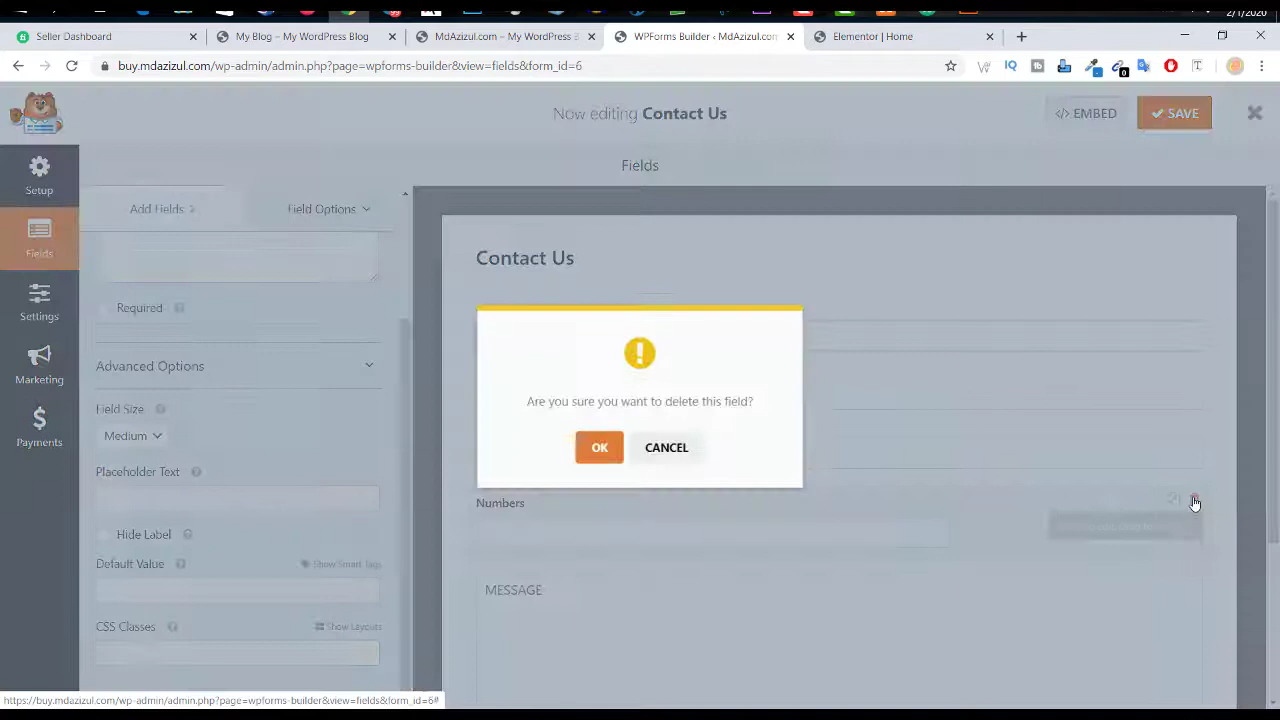 2/1/2020
Seller Dashboard
My Blog – My WordPress Blog
MdAzizul.com – My WordPress B
WPForms Builder ‹ MdAzizul.com
Elementor | Home
buy.mdazizul.com/wp-admin/admin.php?page=wpforms-builder&view=fields&form_id=6
Now editing Contact Us
</> EMBED
SAVE
Setup
Fields
Settings
Marketing
Payments
Fields
Add Fields
Field Options
Required
Advanced Options
Field Size
Medium
Placeholder Text
Hide Label
Default Value
Show Smart Tags
CSS Classes
Show Layouts
Contact Us
Are you sure you want to delete this field?
OK
CANCEL
Numbers
MESSAGE
https://buy.mdazizul.com/wp-admin/admin.php?page=wpforms-builder&view=fields&form_id=6#